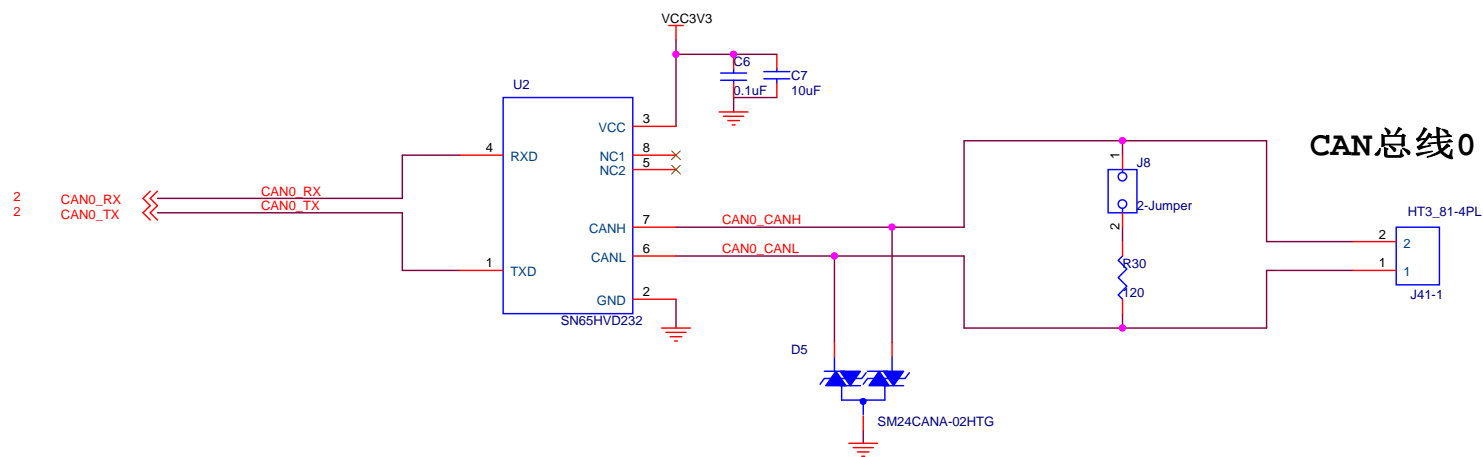 VCC3V3
C6
0.1uF
C7
10uF
U2
3
VCC
4
RXD
8
NC1
5
NC2
CAN总线0
1
J8
2-Jumper
2
2
CAN0_RX
CAN0_RX
2
CAN0_TX
CAN0_TX
7
CANH
CAN0_CANH
6
CANL
CAN0_CANL
HT3_81-4PL
2
2
1
1
J41-1
R30
120
1
TXD
2
GND
SN65HVD232
D5
SM24CANA-02HTG